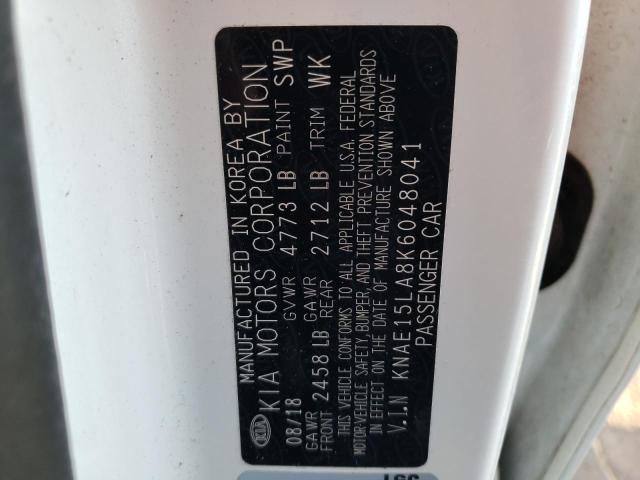 MANUFACTURED IN KOREA BY
KIA KIA MOTORS CORPORATION
08/18 GVWR 4773 LB PAINT SWP
GAWR FRONT 2458 LB GAWR REAR 2712 LB TRIM WK
THIS VEHICLE CONFORMS TO ALL APPLICABLE U.S.A. FEDERAL
MOTOR-VEHICLE SAFETY, BUMPER, AND THEFT PREVENTION STANDARDS
IN EFFECT ON THE DATE OF MANUFACTURE SHOWN ABOVE
V.I.N KNAE15LA8K6048041
PASSENGER CAR